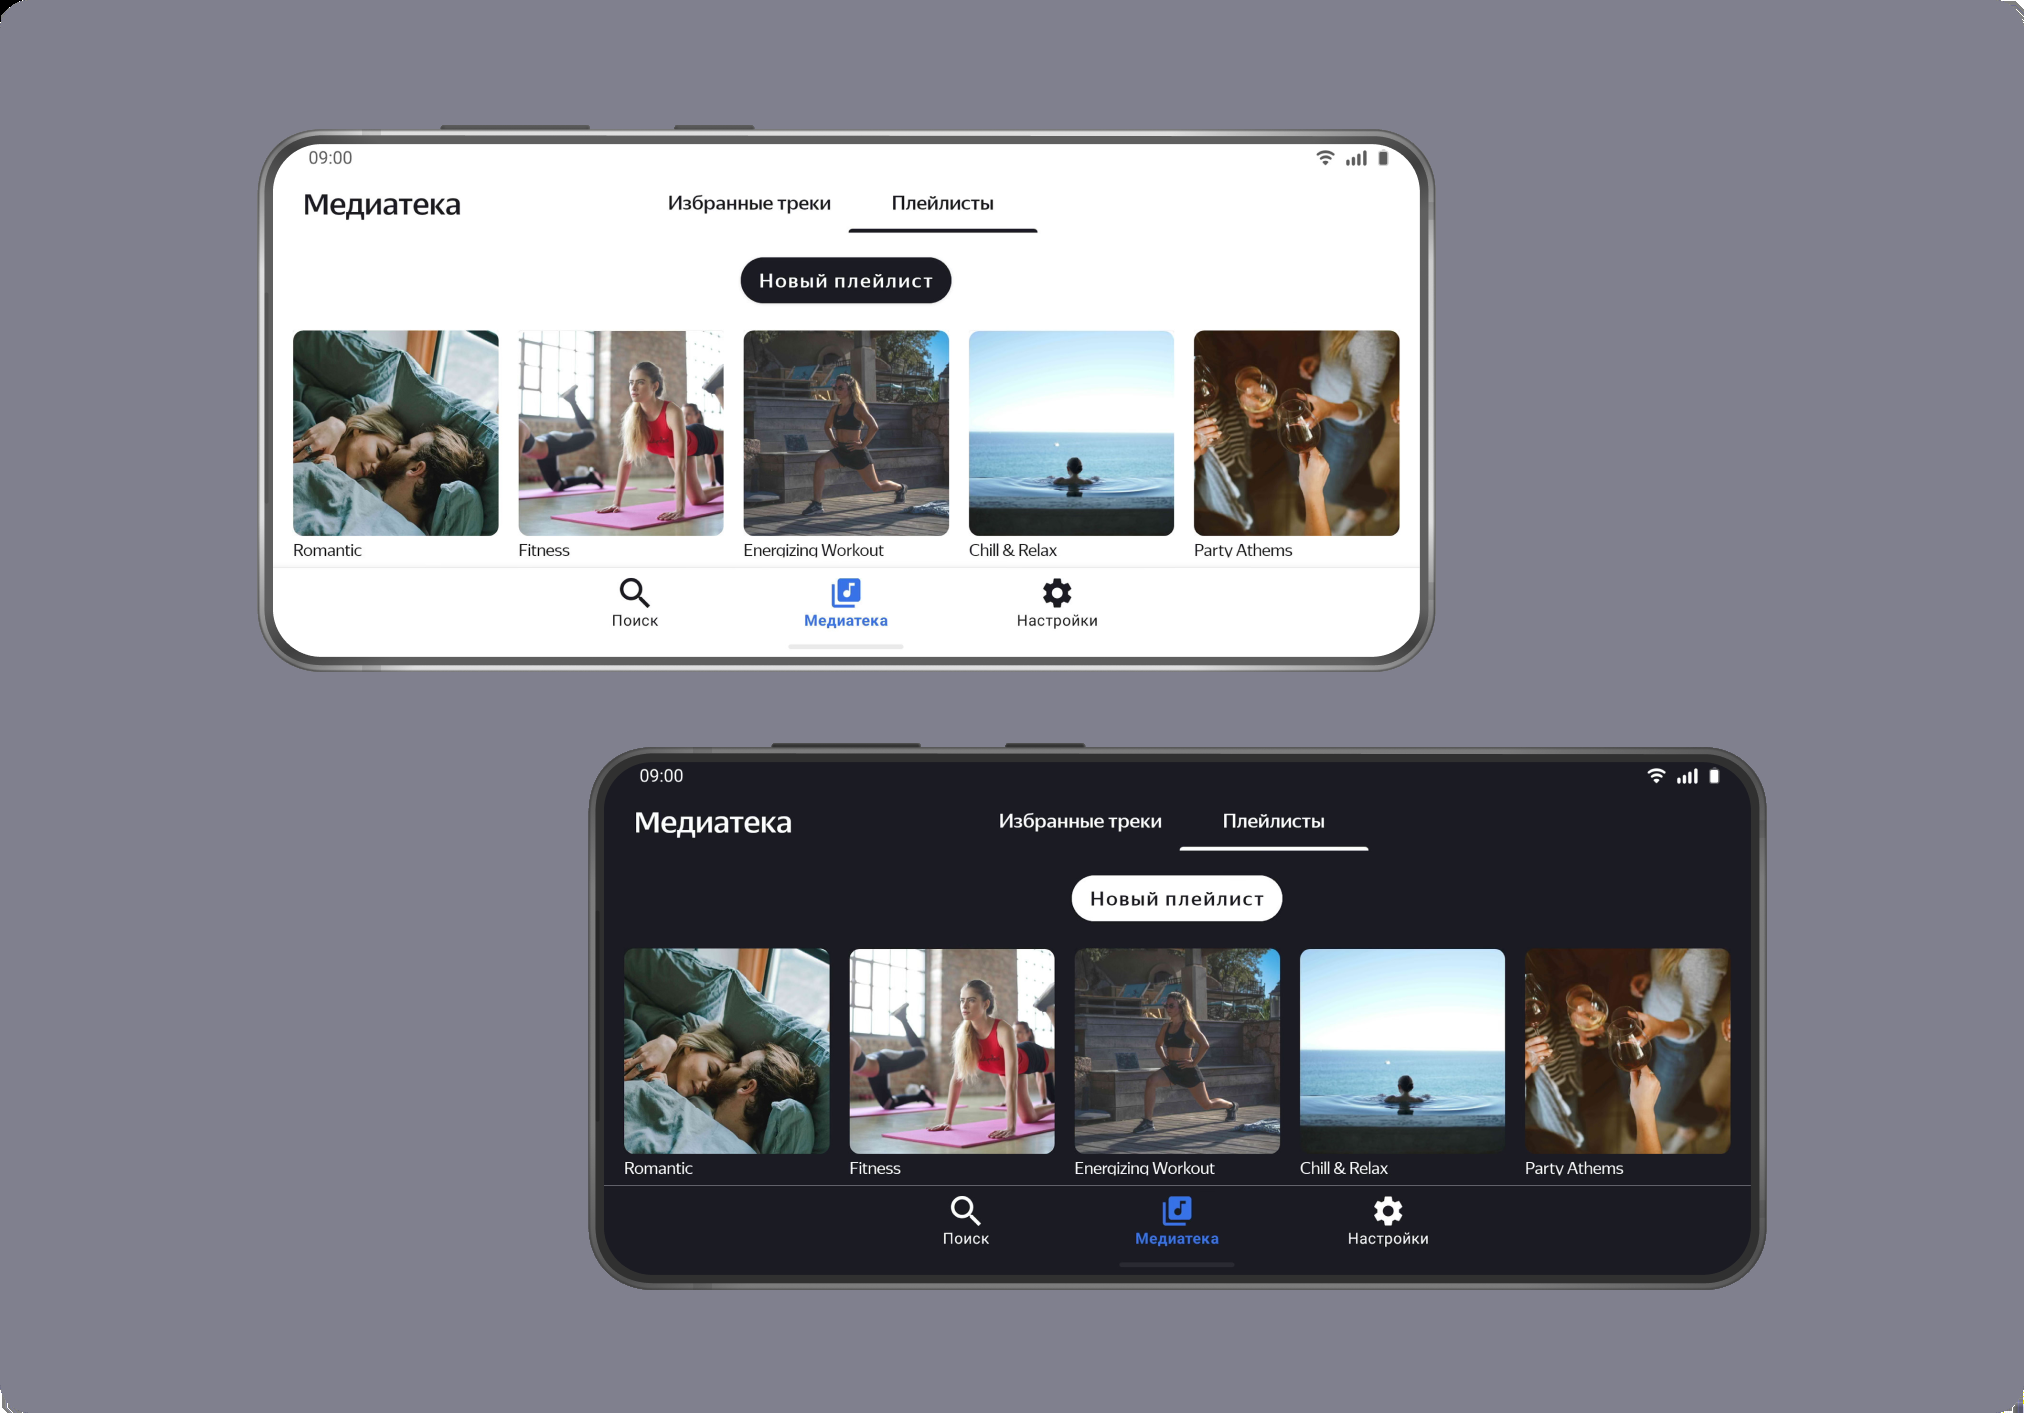 09:00
Медиатека
Избранные треки
Плейлисты
Новый плейлист
Romantic
Fitness
Energizing Workout
Chill & Relax
Party Athems
Поиск
Медиатека
Настройки
09:00
Медиатека
Избранные треки
Плейлисты
Новый плейлист
Romantic
Fitness
Energizing Workout
Chill & Relax
Party Athems
Поиск
Медиатека
Настройки